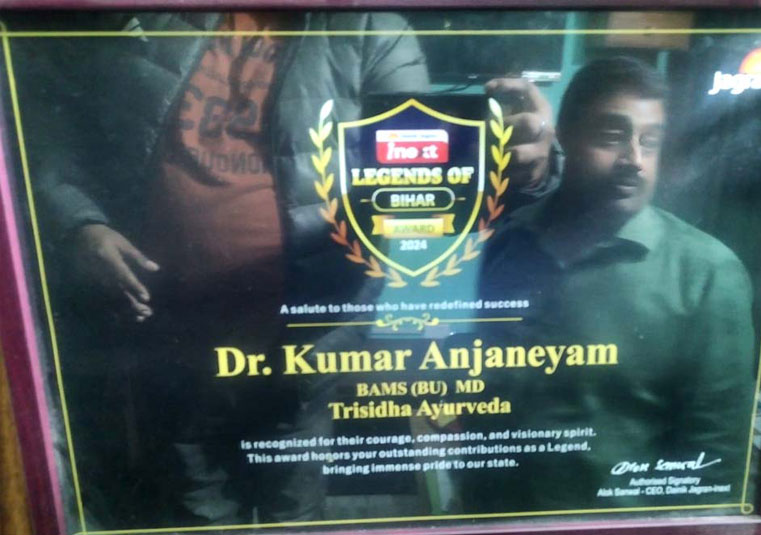 jagra
inext
LEGENDS OF
BIHAR
AWARD
2024
A salute to those who have redefined success
Dr. Kumar Anjaneyam
BAMS (BU) MD
Trisidha Ayurveda
is recognized for their courage, compassion, and visionary spirit.
This award honors your outstanding contributions as a Legend,
bringing immense pride to our state.
Authorised Signatory
Alok Sanwal - CEO, Dainik Jagran-inext